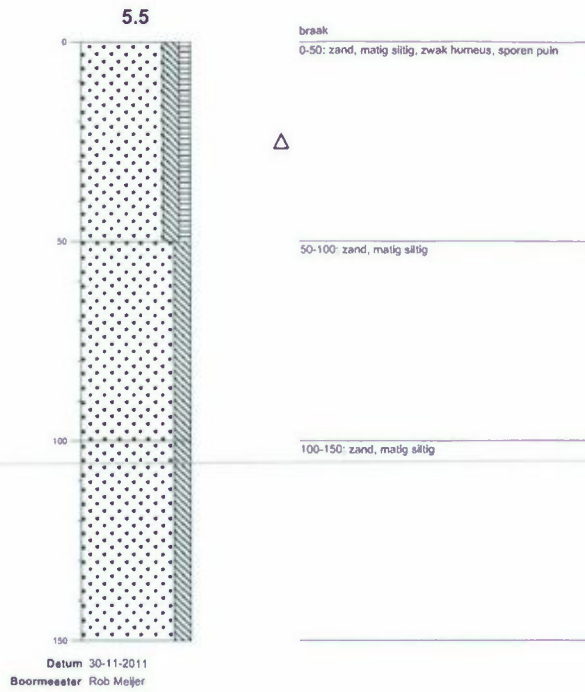 5.5
braak
0
0-50: zand, matig siltig, zwak humeus, sporen puin
50
50-100: zand, matig siltig
100
100-150: zand, matig siltig
150
Datum 30-11-2011
Boormeester Rob Meijer